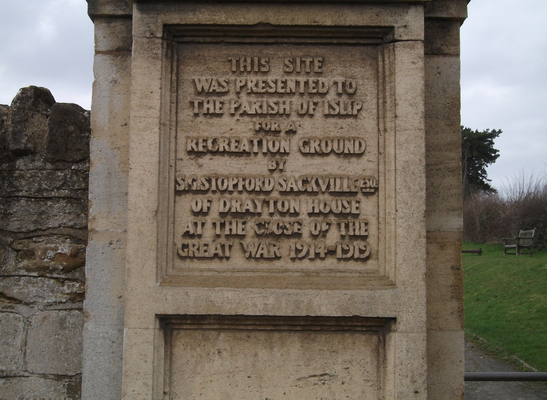 THIS SITE
WAS PRESENTED TO
THE PARISH OF ISLIP
FOR A
RECREATION GROUND
BY
S.G.STOPFORD SACKVILLE ESQ.
OF DRAYTON HOUSE
AT THE CLOSE OF THE
GREAT WAR 1914-1919